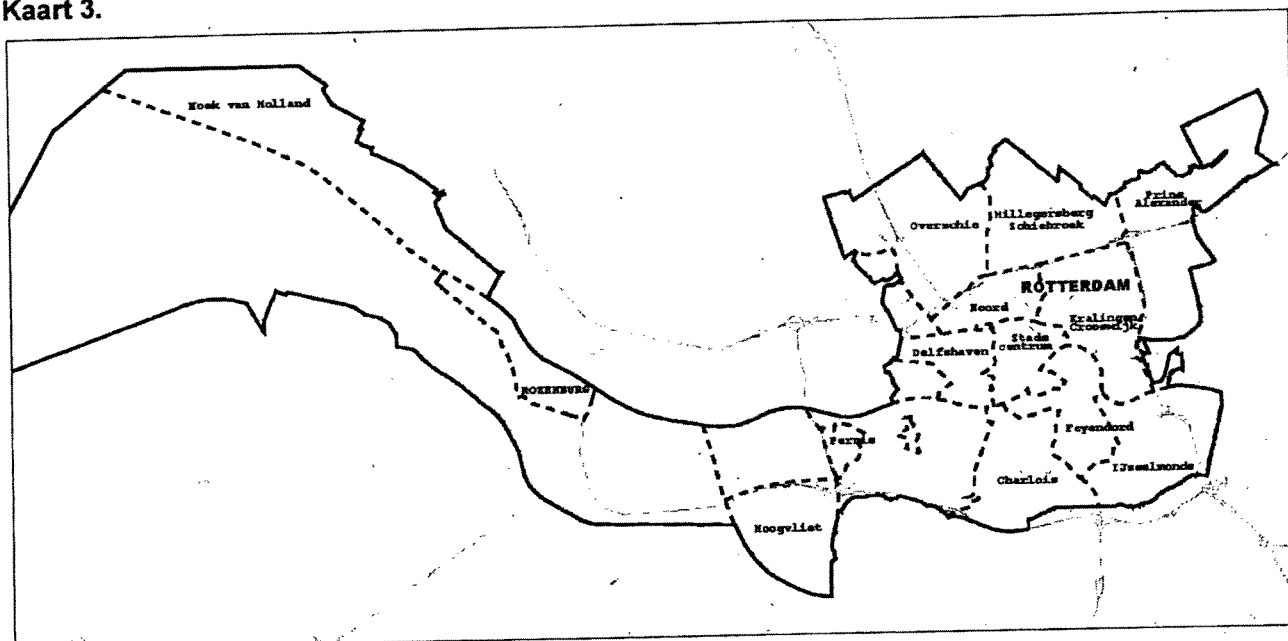 Kaart 3.
Hoek van Holland
Prins
Alexander
Hillegersberg
Schiebroek
Overschie
ROTTERDAM
Noord
Kralingen
Crooswijk
Stads
centrum
Delfshaven
ROZENBURG
Feyenoord
Pernis
IJsselmonde
Charlois
Hoogvliet